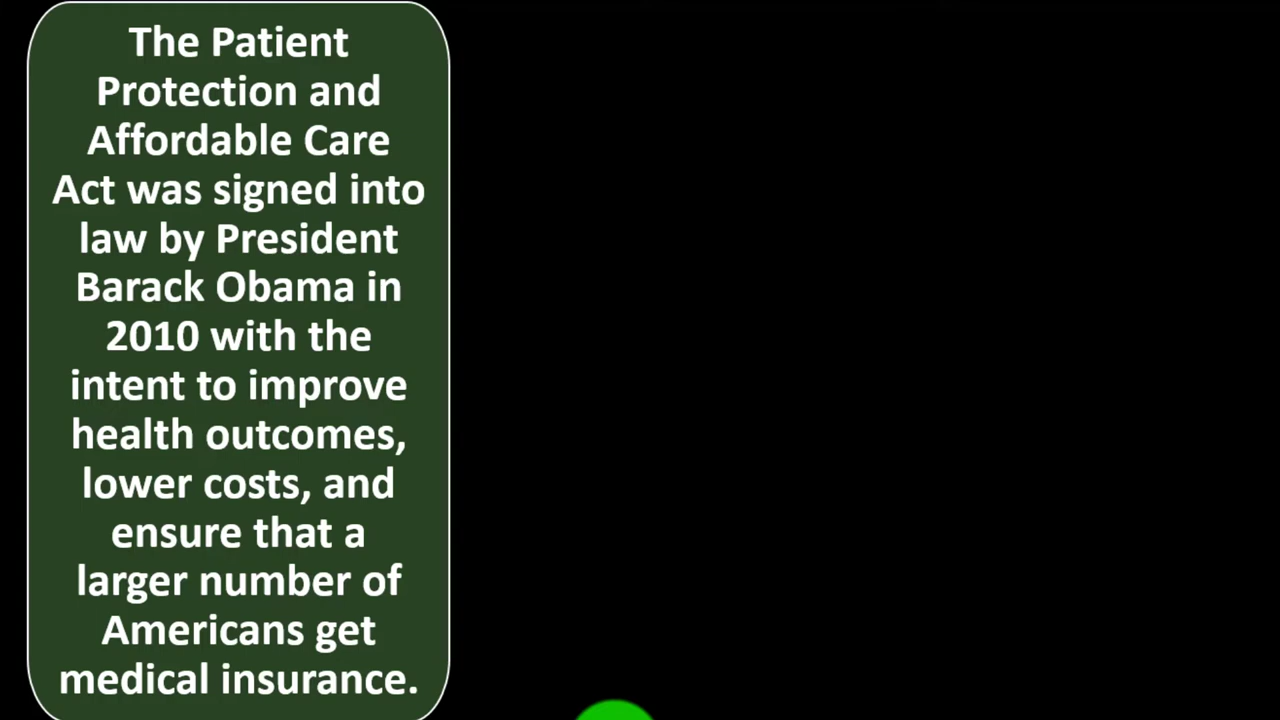 The Patient
Protection and
Affordable Care
Act was signed into
law by President
Barack Obama in
2010 with the
intent to improve
health outcomes,
lower costs, and
ensure that a
larger number of
Americans get
medical insurance.